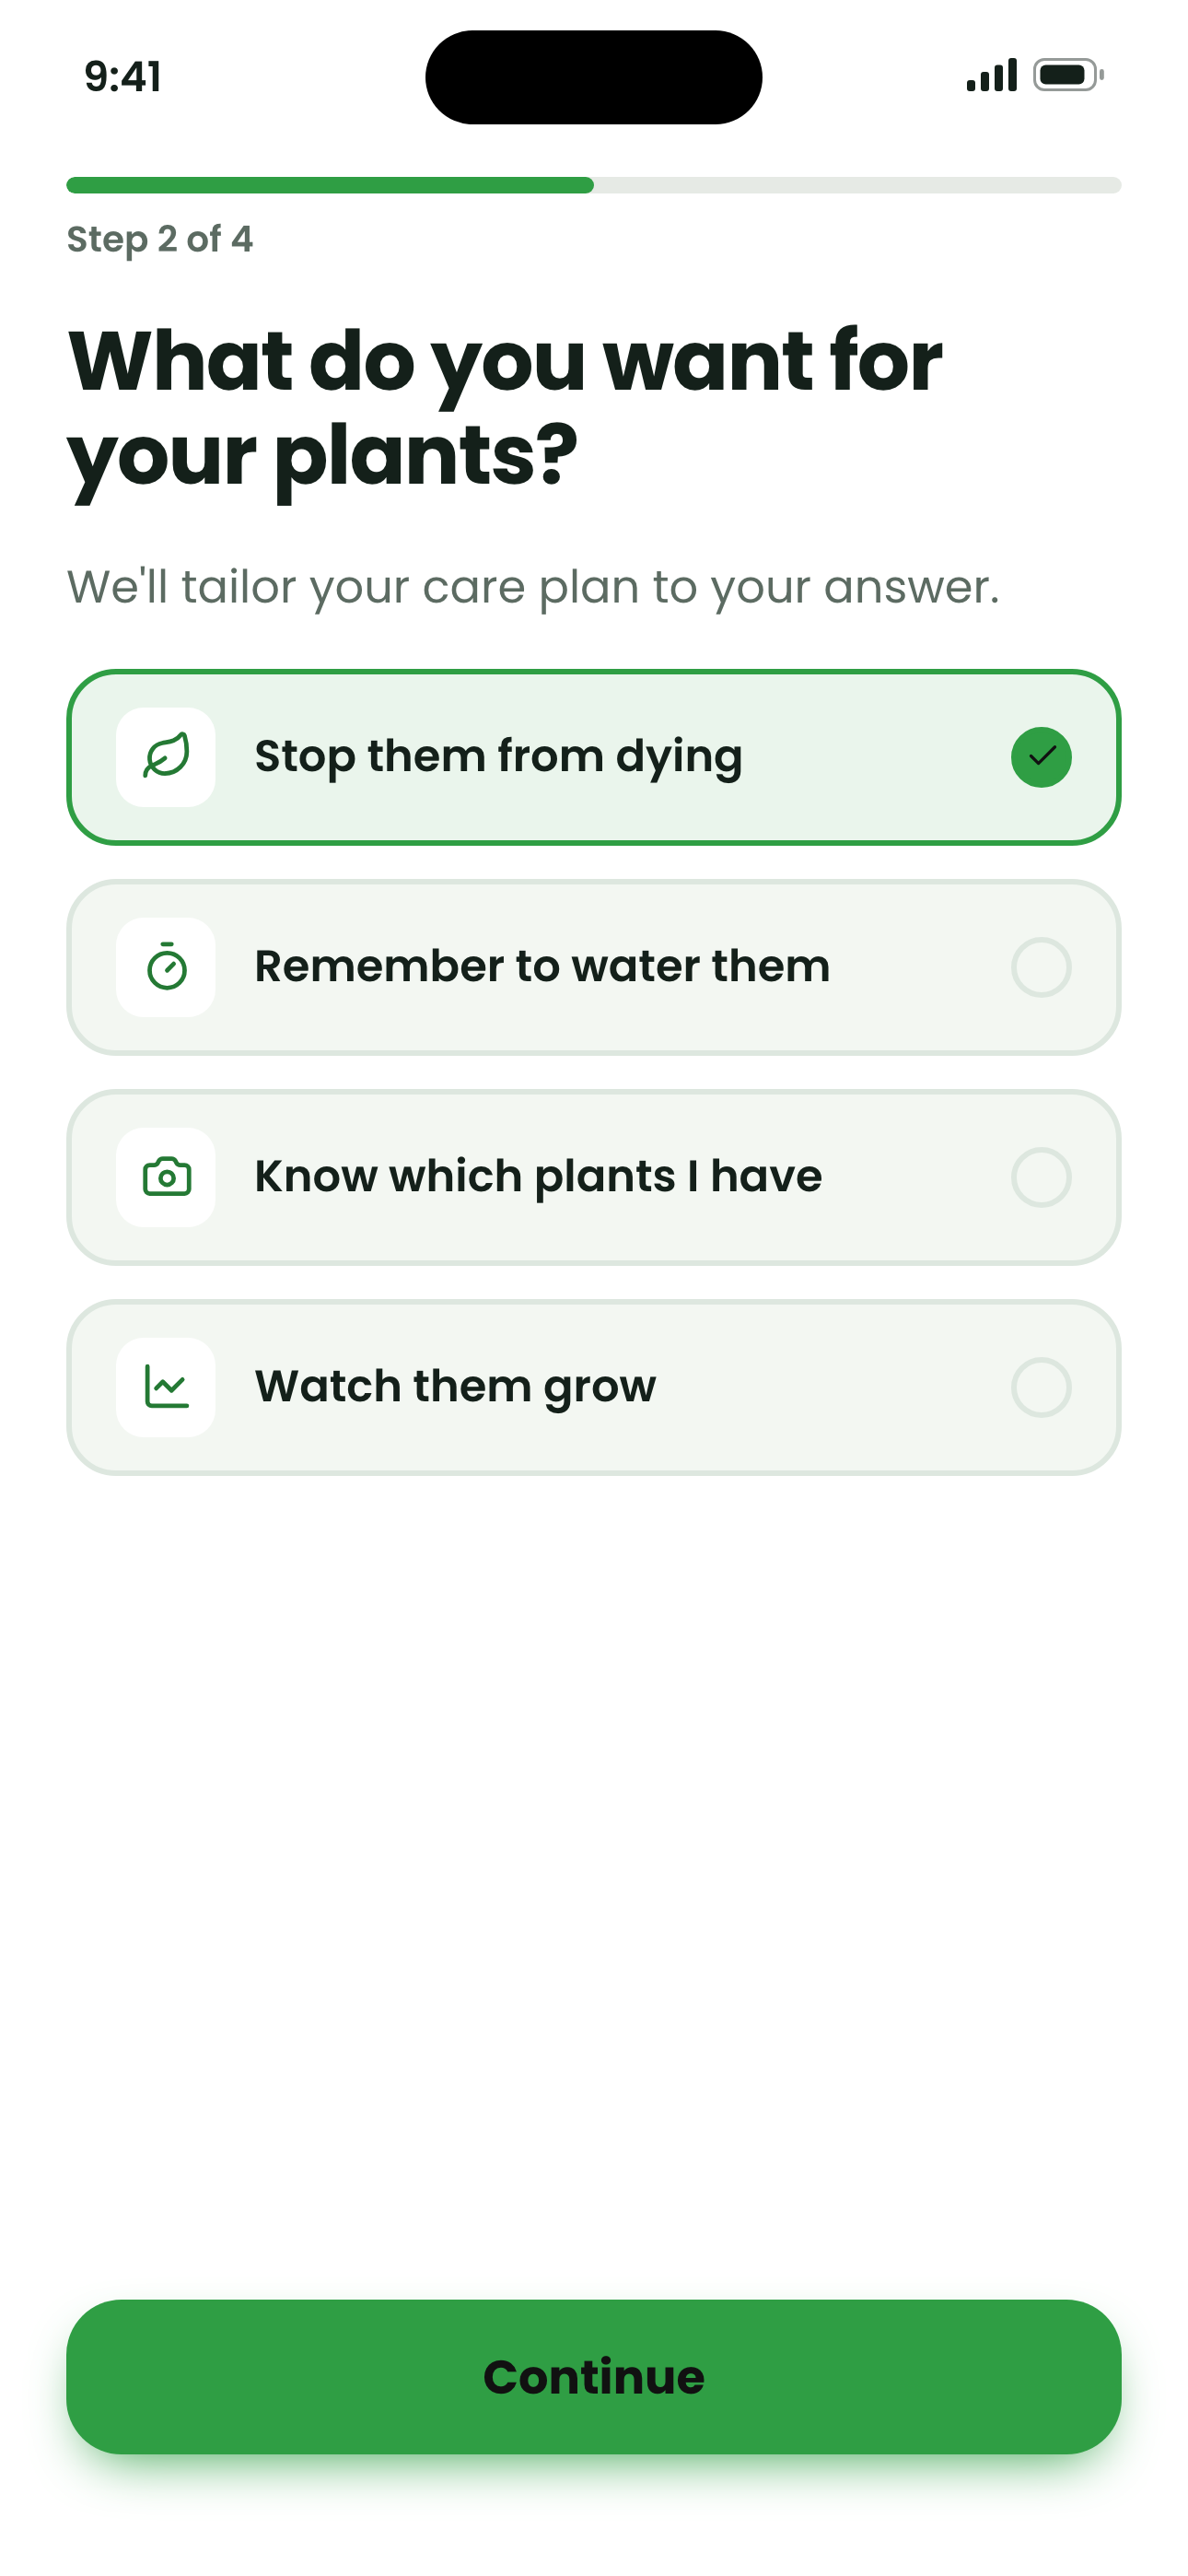 9:41
Step 2 of 4
What do you want for
your plants?
We'll tailor your care plan to your answer.
Stop them from dying
Remember to water them
Know which plants I have
Watch them grow
Continue